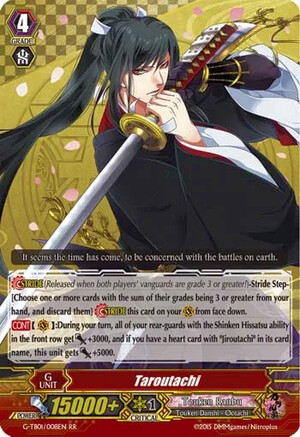 4
GRADE
It seems the time has come, to be concerned with the battles on earth.
STRIDE (Released when both players' vanguards are grade 3 or greater!)-Stride Step-
[Choose one or more cards with the sum of their grades being 3 or greater from
your hand, and discard them] STRIDE this card on your (V) from face down.
CONT [(V)]:During your turn, all of your rear-guards with the Shinken Hissatsu ability
in the front row get [Power]+3000, and if you have a heart card with "Jiroutachi" in its card
name, this unit gets [Power]+5000.
G
UNIT
Taroutachi
POWER
15000+
1
CRITICAL
Touken Ranbu
Touken Danshi - Ootachi
G-TB01/008EN RR
©2015 DMMgames/Nitroplus